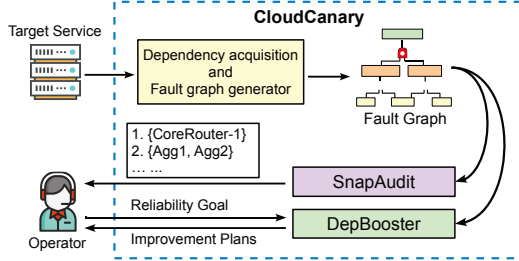 CloudCanary
Target Service
Dependency acquisition
and
Fault graph generator
Fault Graph
1. {CoreRouter-1}
2. {Agg1, Agg2}
... ...
SnapAudit
Reliability Goal
DepBooster
Operator
Improvement Plans